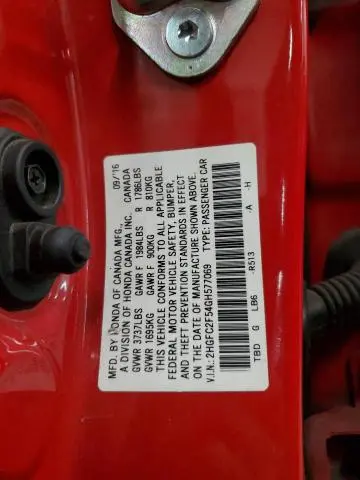 MFD. BY HONDA OF CANADA MFG., 09/16
A DIVISION OF HONDA CANADA INC. CANADA
GVWR 3737LBS GAWR F 1984LBS R 1786LBS
GVWR 1695KG GAWR F 900KG R 810KG
THIS VEHICLE CONFORMS TO ALL APPLICABLE
FEDERAL MOTOR VEHICLE SAFETY, BUMPER,
AND THEFT PREVENTION STANDARDS IN EFFECT
ON THE DATE OF MANUFACTURE SHOWN ABOVE.
V.I.N.: 2HGFC2F54GH577069 TYPE: PASSENGER CAR
TBD G LB6 -R513 .A -H